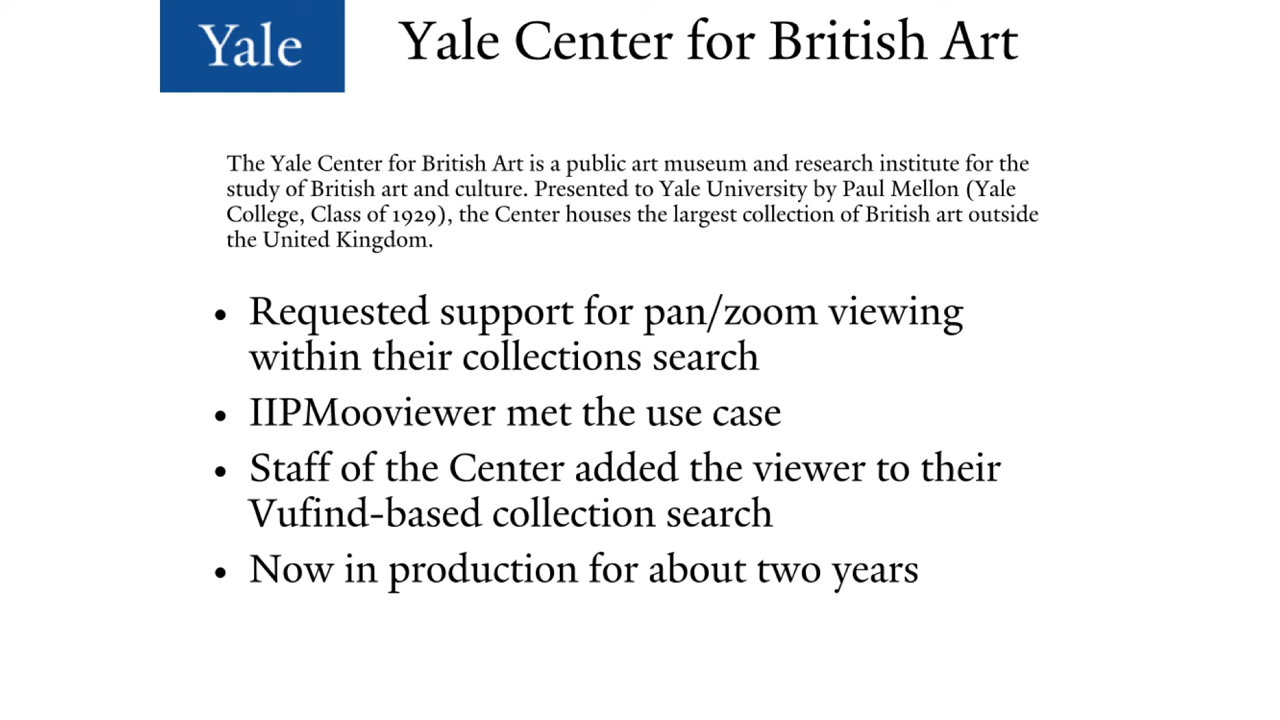 Yale
Yale Center for British Art
The Yale Center for British Art is a public art museum and research institute for the
study of British art and culture. Presented to Yale University by Paul Mellon (Yale
College, Class of 1929), the Center houses the largest collection of British art outside
the United Kingdom.
• Requested support for pan/zoom viewing
within their collections search
• IIPMooviewer met the use case
• Staff of the Center added the viewer to their
Vufind-based collection search
• Now in production for about two years